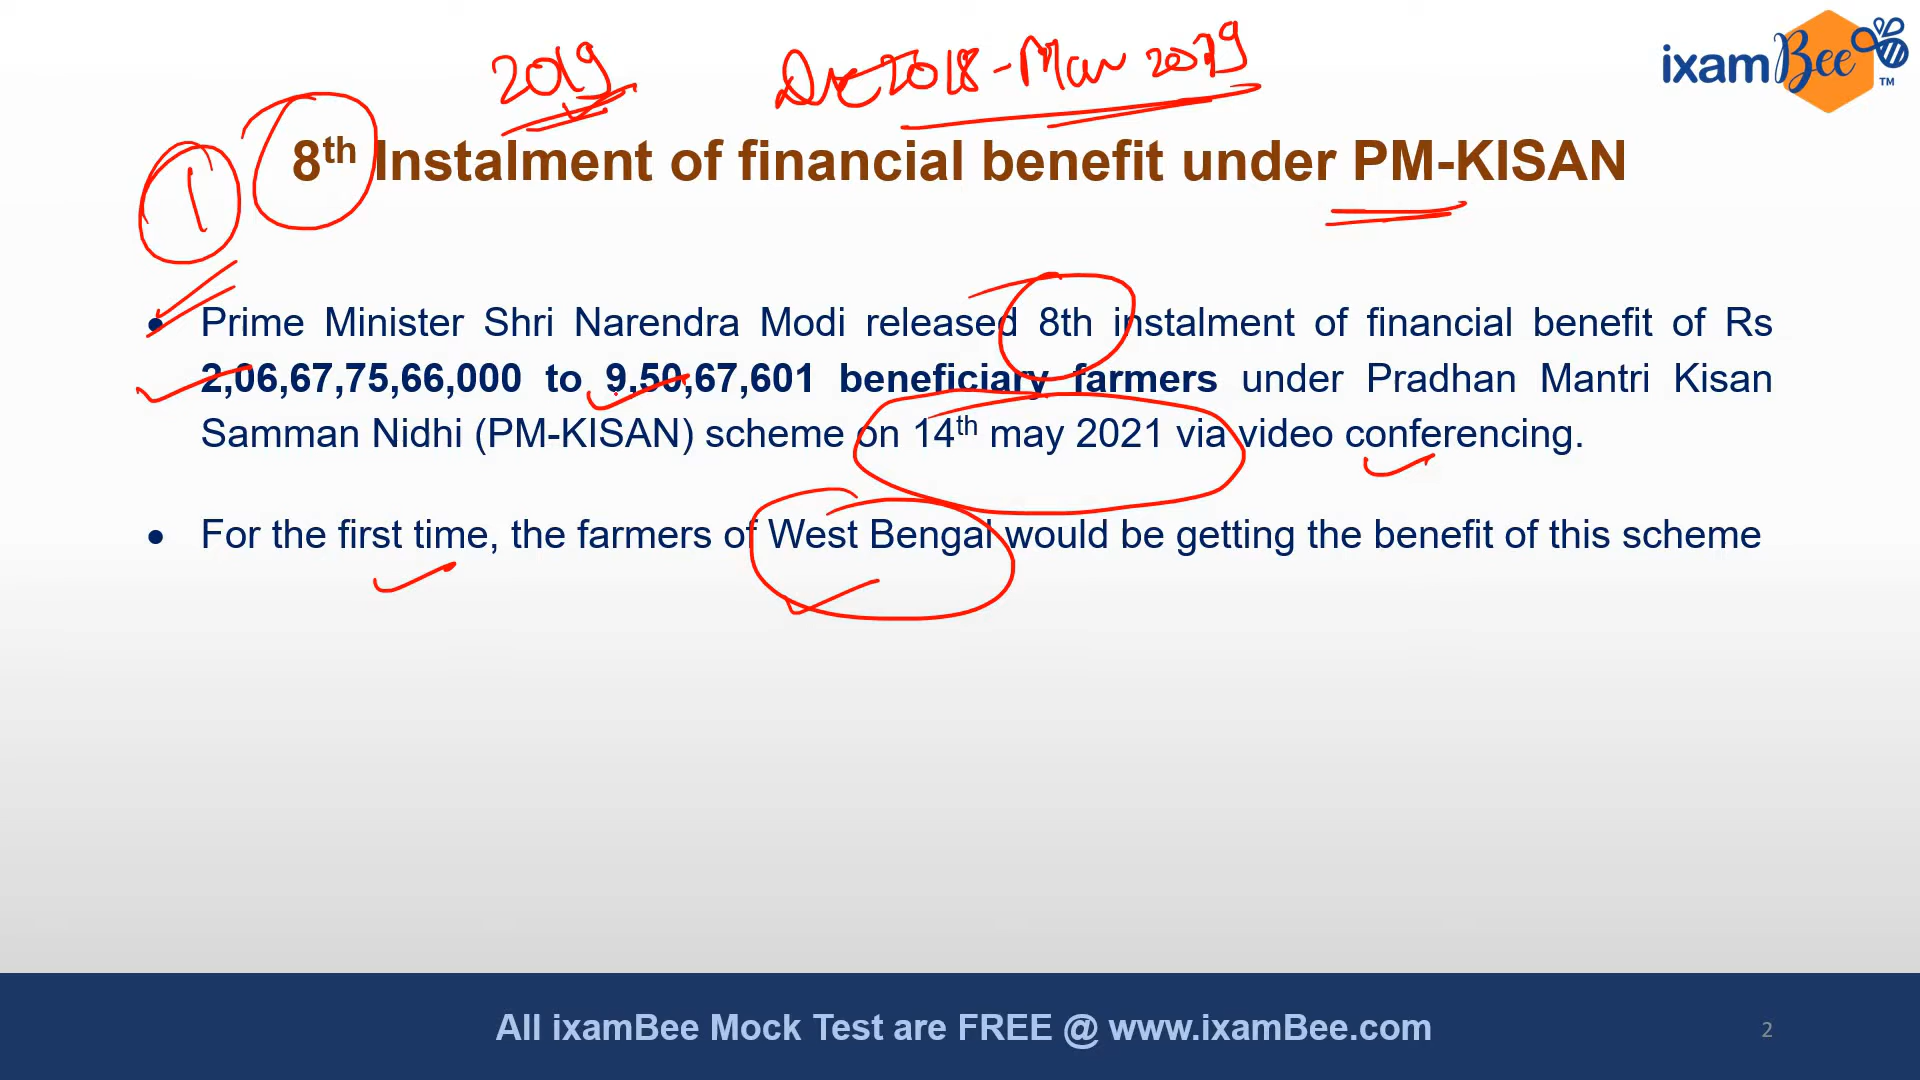 2019 Dec 2018 - Mar 2019
ixamBee TM
1
8th Instalment of financial benefit under PM-KISAN
• Prime Minister Shri Narendra Modi released 8th instalment of financial benefit of Rs
2,06,67,75,66,000 to 9,50,67,601 beneficiary farmers under Pradhan Mantri Kisan
Samman Nidhi (PM-KISAN) scheme on 14th may 2021 via video conferencing.
• For the first time, the farmers of West Bengal would be getting the benefit of this scheme
All ixamBee Mock Test are FREE @ www.ixamBee.com
2